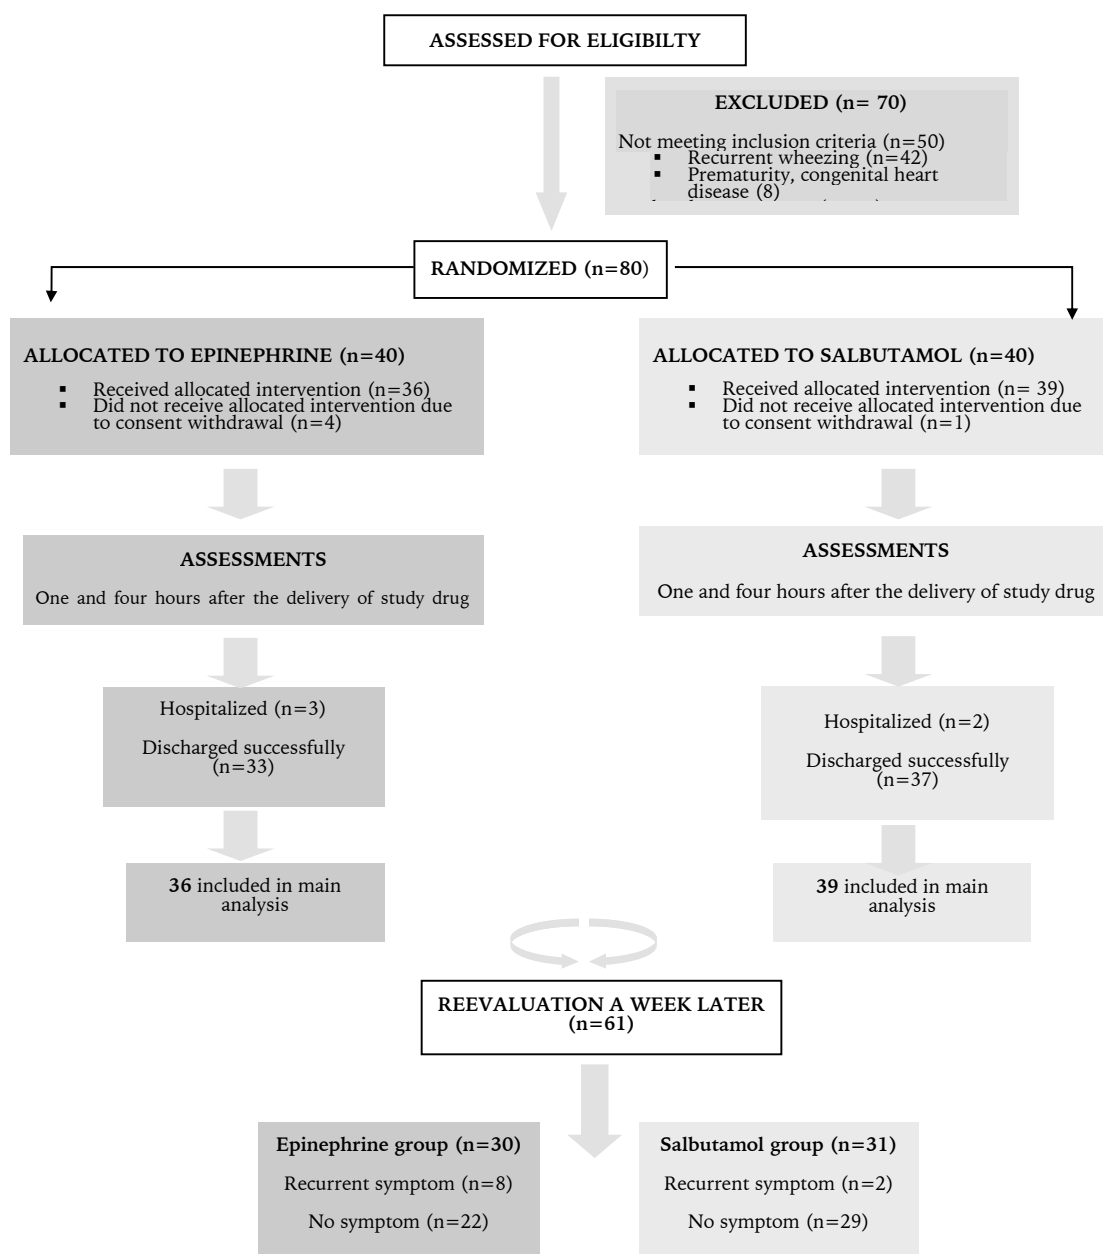 ASSESSED FOR ELIGIBILTY
EXCLUDED (n= 70)
Not meeting inclusion criteria (n=50)
▪ Recurrent wheezing (n=42)
▪ Prematurity, congenital heart
disease (8)
RANDOMIZED (n=80)
ALLOCATED TO EPINEPHRINE (n=40)
▪ Received allocated intervention (n=36)
▪ Did not receive allocated intervention due
to consent withdrawal (n=4)
ALLOCATED TO SALBUTAMOL (n=40)
▪ Received allocated intervention (n= 39)
▪ Did not receive allocated intervention due
to consent withdrawal (n=1)
ASSESSMENTS
One and four hours after the delivery of study drug
ASSESSMENTS
One and four hours after the delivery of study drug
Hospitalized (n=3)
Discharged successfully
(n=33)
Hospitalized (n=2)
Discharged successfully
(n=37)
36 included in main
analysis
39 included in main
analysis
REEVALUATION A WEEK LATER
(n=61)
Epinephrine group (n=30)
Recurrent symptom (n=8)
No symptom (n=22)
Salbutamol group (n=31)
Recurrent symptom (n=2)
No symptom (n=29)